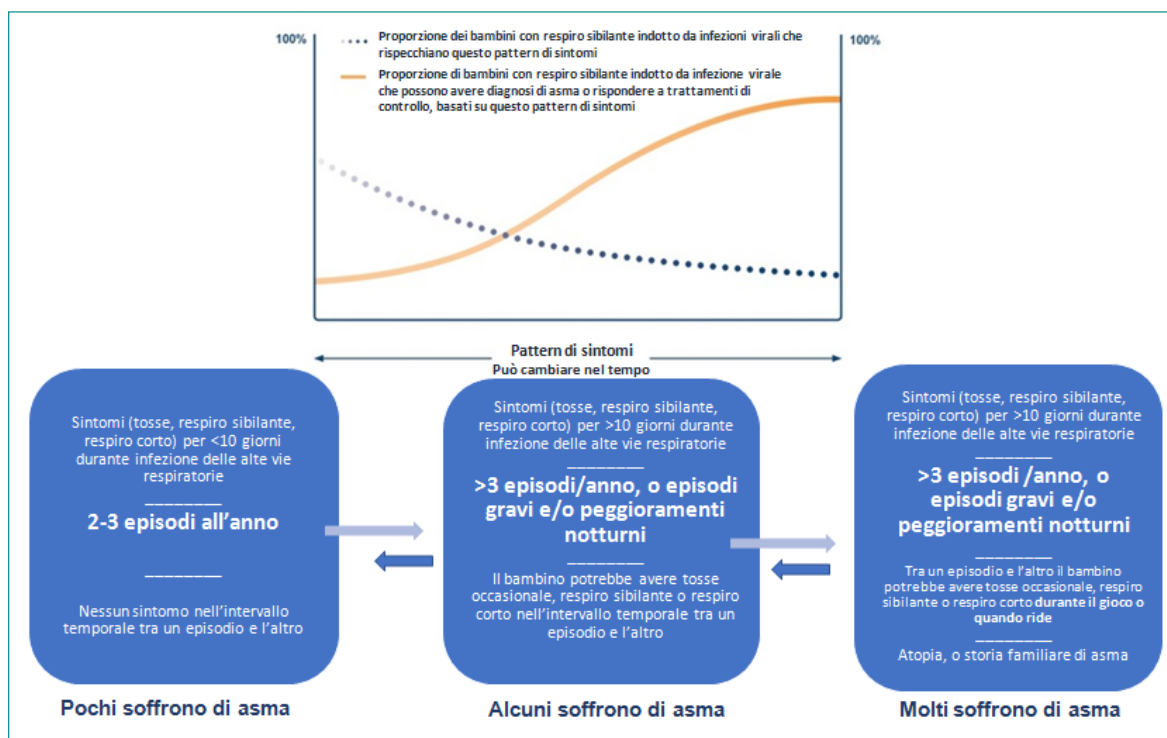 100%
Proporzione dei bambini con respiro sibilante indotto da infezioni virali che
rispecchiano questo pattern di sintomi
100%
Proporzione di bambini con respiro sibilante indotto da infezione virale
che possono avere diagnosi di asma o rispondere a trattamenti di
controllo, basati su questo pattern di sintomi
Pattern di sintomi
Può cambiare nel tempo
Sintomi (tosse, respiro sibilante,
respiro corto) per <10 giorni
durante infezione delle alte vie
respiratorie
________
2-3 episodi all'anno
________
Nessun sintomo nell'intervallo
temporale tra un episodio e l'altro
Pochi soffrono di asma
Sintomi (tosse, respiro sibilante,
respiro corto) per >10 giorni durante
infezione delle alte vie respiratorie
________
>3 episodi/anno, o episodi
gravi e/o peggioramenti
notturni
________
Il bambino potrebbe avere tosse
occasionale, respiro sibilante o respiro
corto nell'intervallo temporale tra un
episodio e l'altro
Alcuni soffrono di asma
Sintomi (tosse, respiro sibilante,
respiro corto) per >10 giorni durante
infezione delle alte vie respiratorie
________
>3 episodi /anno, o
episodi gravi e/o
peggioramenti notturni
________
Tra un episodio e l'altro il bambino
potrebbe avere tosse occasionale, respiro
sibilante o respiro corto durante il gioco o
quando ride
________
Atopia, o storia familiare di asma
Molti soffrono di asma